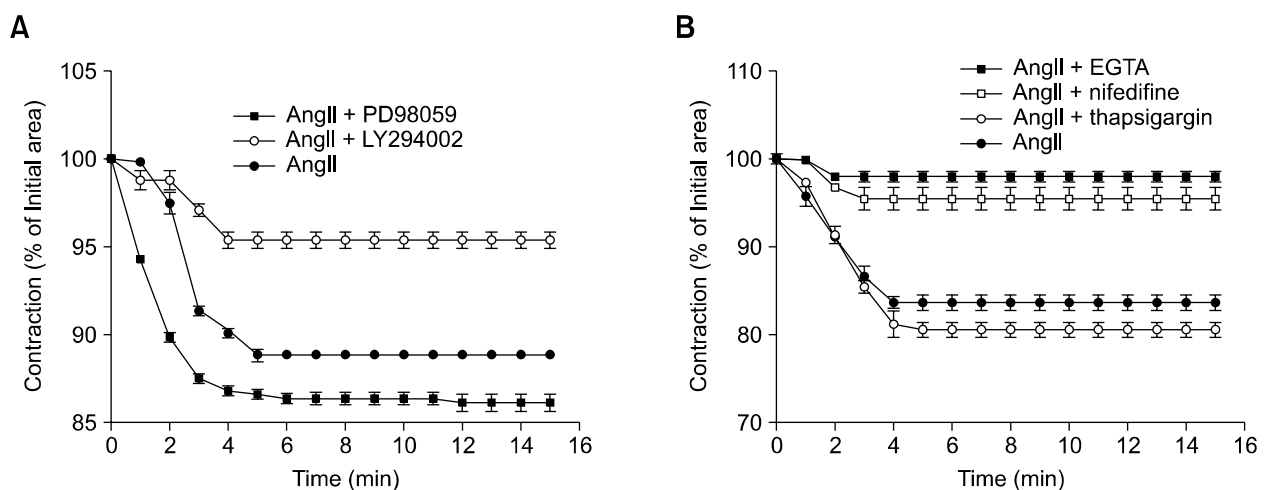 A
105
100
95
90
85
0
2
4
6
8
10
12
14
16
Contraction (% of Initial area)
Time (min)
AngII + PD98059
AngII + LY294002
AngII
B
110
100
90
80
70
0
2
4
6
8
10
12
14
16
Contraction (% of Initial area)
Time (min)
AngII + EGTA
AngII + nifedifine
AngII + thapsigargin
AngII